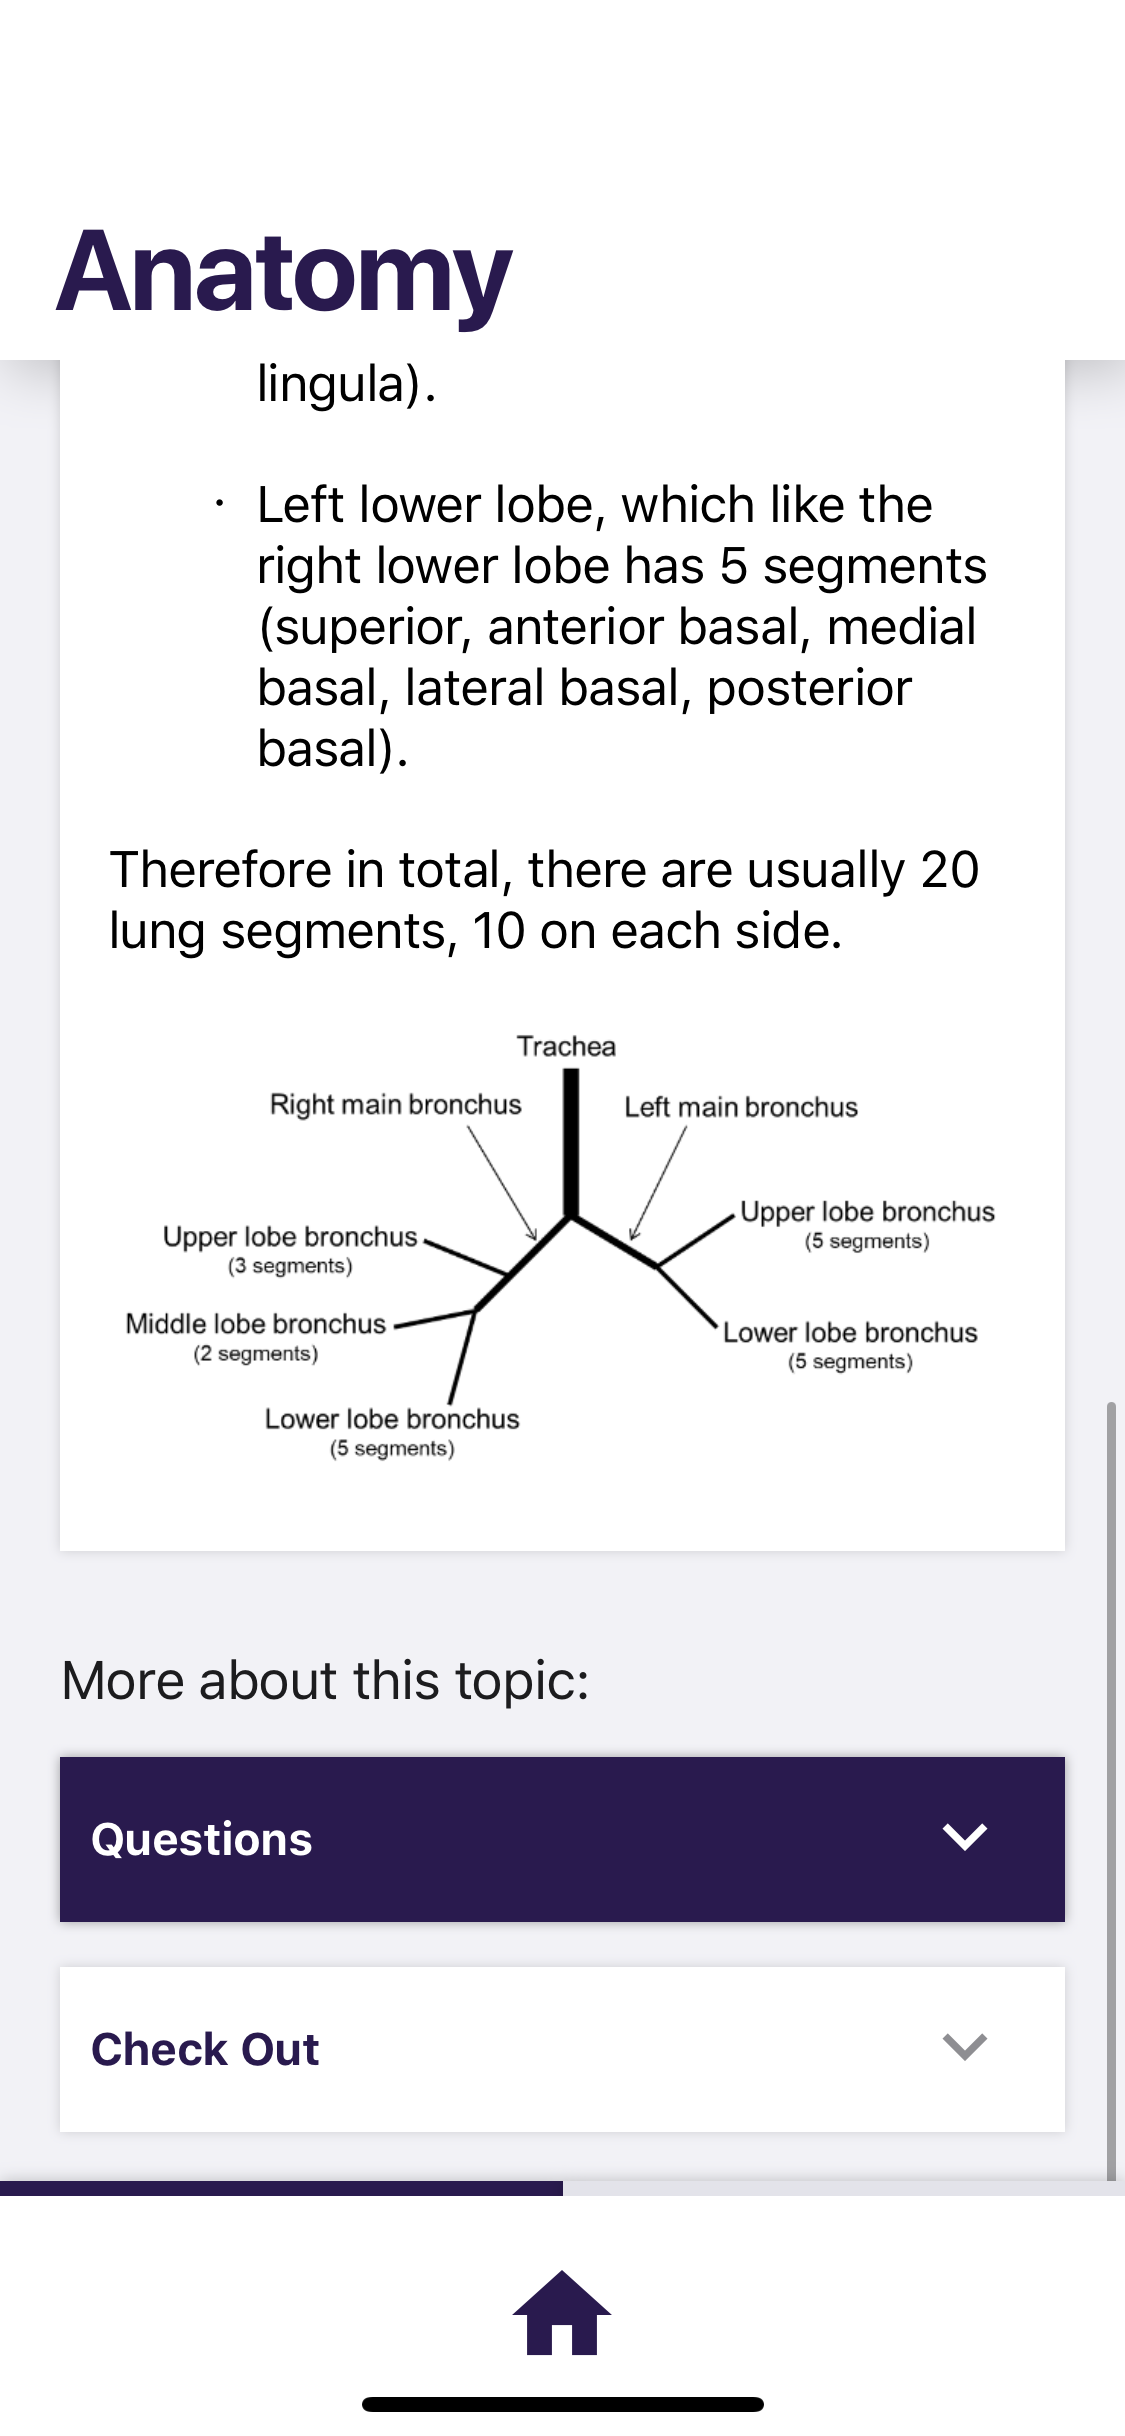 Anatomy
lingula).
· Left lower lobe, which like the
right lower lobe has 5 segments
(superior, anterior basal, medial
basal, lateral basal, posterior
basal).
Therefore in total, there are usually 20
lung segments, 10 on each side.
Trachea
Right main bronchus
Left main bronchus
Upper lobe bronchus
(5 segments)
Upper lobe bronchus
(3 segments)
Middle lobe bronchus
(2 segments)
Lower lobe bronchus
(5 segments)
Lower lobe bronchus
(5 segments)
More about this topic:
Questions
Check Out